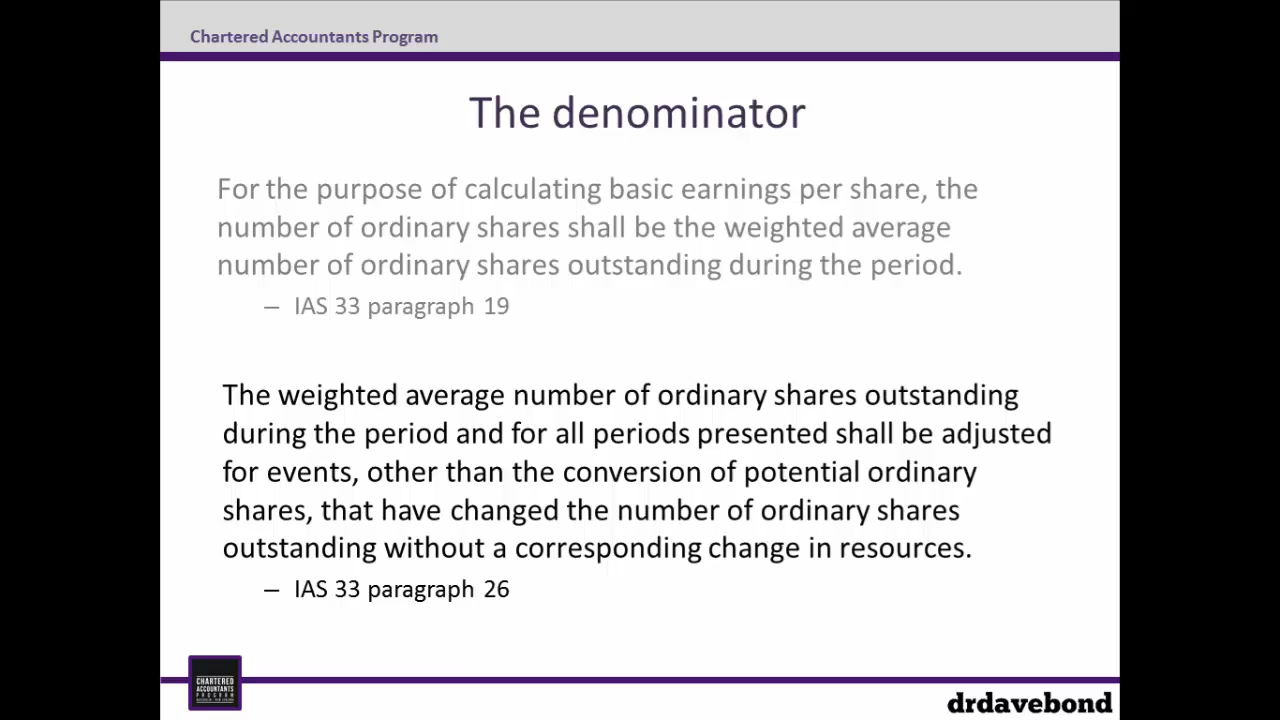 Chartered Accountants Program
The denominator
For the purpose of calculating basic earnings per share, the
number of ordinary shares shall be the weighted average
number of ordinary shares outstanding during the period.
– IAS 33 paragraph 19
The weighted average number of ordinary shares outstanding
during the period and for all periods presented shall be adjusted
for events, other than the conversion of potential ordinary
shares, that have changed the number of ordinary shares
outstanding without a corresponding change in resources.
– IAS 33 paragraph 26
CHARTERED
ACCOUNTANTS
PROGRAM
drdavebond